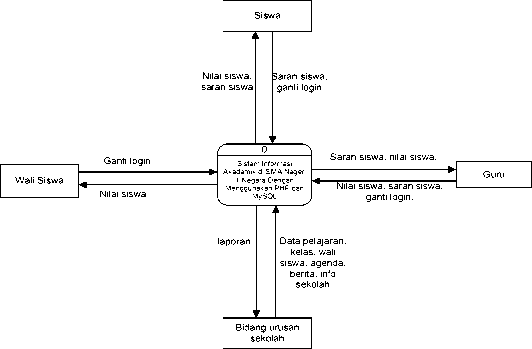 Siswa
Nilai siswa,
saran siswa
Saran siswa,
ganti login
0
Sistem Informasi
Akademik di SMA Negeri
1 Negara Dengan
Menggunakan PHP dan
MySQL
Ganti login
Wali Siswa
Nilai siswa
Saran siswa, nilai siswa,
Guru
Nilai siswa, saran siswa,
ganti login,
laporan
Data pelajaran,
kelas, wali
siswa, agenda,
berita, info
sekolah
Bidang urusan
sekolah